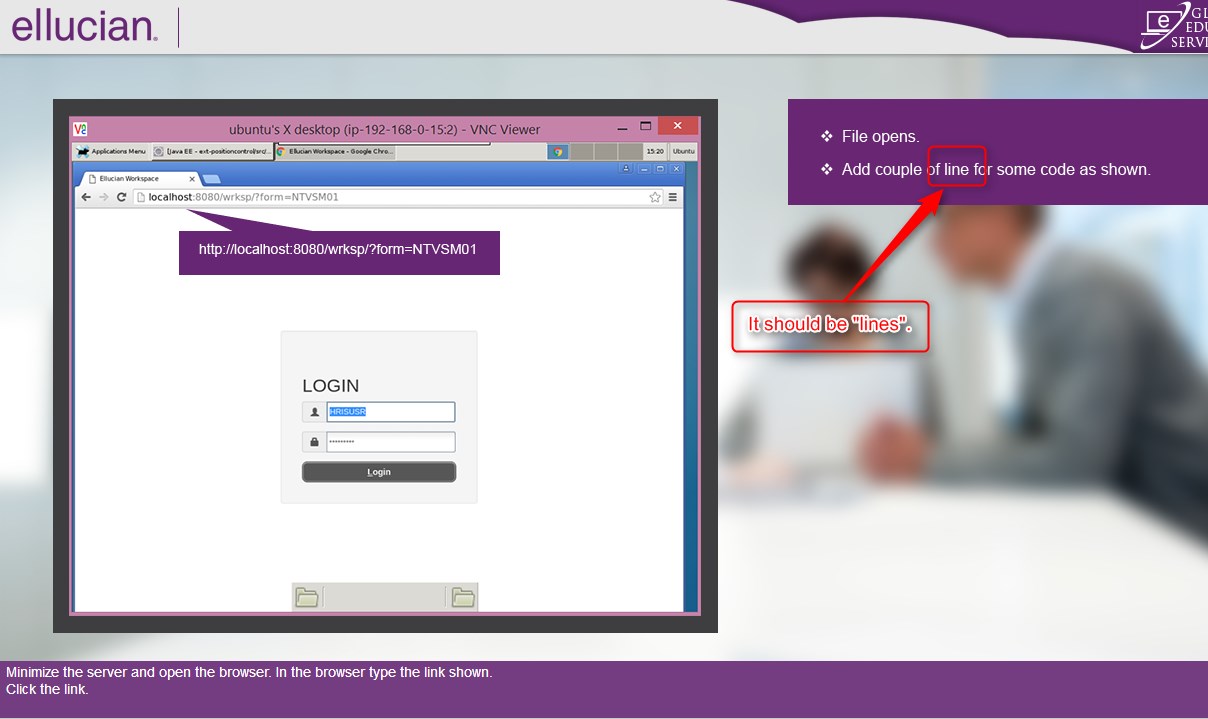 ellucian.
GL
EDU
SERVI
e
ubuntu's X desktop (ip-192-168-0-15:2) - VNC Viewer
Applications Menu
[Java EE - ext-positioncontrol/src/...
Ellucian Workspace - Google Chro...
15:20
Ubuntu
Ellucian Workspace
localhost:8080/wrksp/?form=NTVSM01
http://localhost:8080/wrksp/?form=NTVSM01
LOGIN
HRISUSR
Login
❖ File opens.
❖ Add couple of line for some code as shown.
It should be "lines".
Minimize the server and open the browser. In the browser type the link shown.
Click the link.